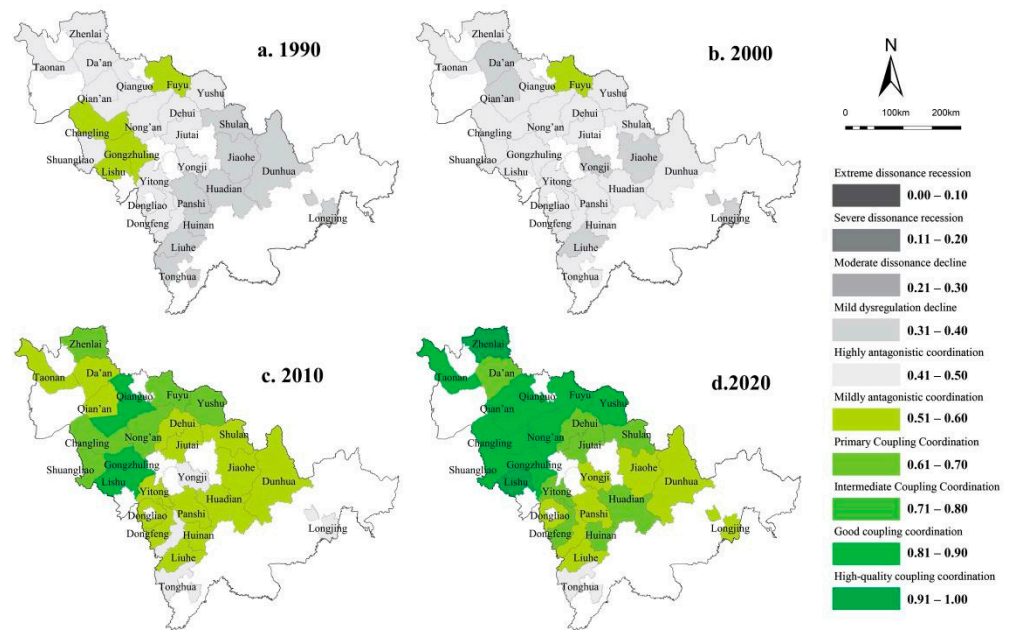 a. 1990
Zhenlai
Taonan
Da’an
Qian’an
Qianguo
Fuyu
Yushu
Dehui
Nong’an
Jiutai
Shulan
Changling
Shuangliao
Gongzhuling
Lishu
Yongji
Jiaohe
Dunhua
Yitong
Huadian
Dongliao
Panshi
Dongfeng
Huinan
Longjing
Liuhe
Tonghua
b. 2000
Zhenlai
Taonan
Da’an
Qian’an
Qianguo
Fuyu
Yushu
Dehui
Nong’an
Jiutai
Shulan
Changling
Shuangliao
Gongzhuling
Lishu
Yongji
Jiaohe
Dunhua
Yitong
Huadian
Dongliao
Panshi
Dongfeng
Huinan
Longjing
Liuhe
Tonghua
c. 2010
Zhenlai
Taonan
Da’an
Qian’an
Qianguo
Fuyu
Yushu
Dehui
Nong’an
Jiutai
Shulan
Changling
Shuangliao
Gongzhuling
Lishu
Yongji
Jiaohe
Dunhua
Yitong
Huadian
Dongliao
Panshi
Dongfeng
Huinan
Longjing
Liuhe
Tonghua
d.2020
Zhenlai
Taonan
Da’an
Qian’an
Qianguo
Fuyu
Yushu
Dehui
Nong’an
Jiutai
Shulan
Changling
Shuangliao
Gongzhuling
Lishu
Yongji
Jiaohe
Dunhua
Yitong
Huadian
Dongliao
Panshi
Dongfeng
Huinan
Longjing
Liuhe
Tonghua
N
0 100km 200km
Extreme dissonance recession
0.00 – 0.10
Severe dissonance recession
0.11 – 0.20
Moderate dissonance decline
0.21 – 0.30
Mild dysregulation decline
0.31 – 0.40
Highly antagonistic coordination
0.41 – 0.50
Mildly antagonistic coordination
0.51 – 0.60
Primary Coupling Coordination
0.61 – 0.70
Intermediate Coupling Coordination
0.71 – 0.80
Good coupling coordination
0.81 – 0.90
High-quality coupling coordination
0.91 – 1.00